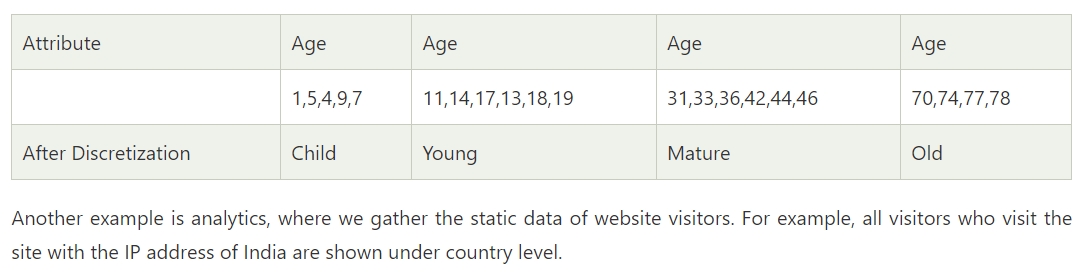 Attribute Age Age Age Age
1,5,4,9,7 11,14,17,13,18,19 31,33,36,42,44,46 70,74,77,78
After Discretization Child Young Mature Old
Another example is analytics, where we gather the static data of website visitors. For example, all visitors who visit the
site with the IP address of India are shown under country level.